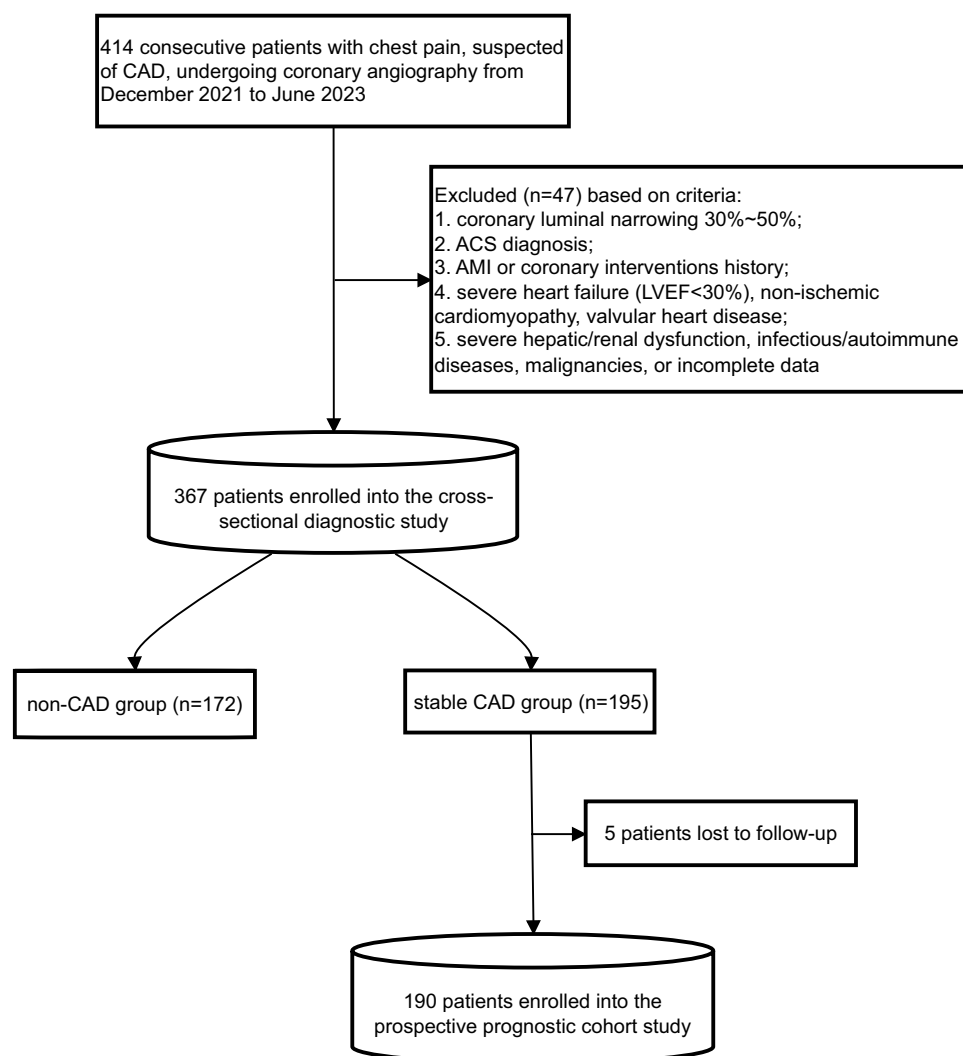 414 consecutive patients with chest pain, suspected
of CAD, undergoing coronary angiography from
December 2021 to June 2023
Excluded (n=47) based on criteria:
1. coronary luminal narrowing 30%~50%;
2. ACS diagnosis;
3. AMI or coronary interventions history;
4. severe heart failure (LVEF<30%), non-ischemic
cardiomyopathy, valvular heart disease;
5. severe hepatic/renal dysfunction, infectious/autoimmune
diseases, malignancies, or incomplete data
367 patients enrolled into the cross-
sectional diagnostic study
non-CAD group (n=172)
stable CAD group (n=195)
5 patients lost to follow-up
190 patients enrolled into the
prospective prognostic cohort study